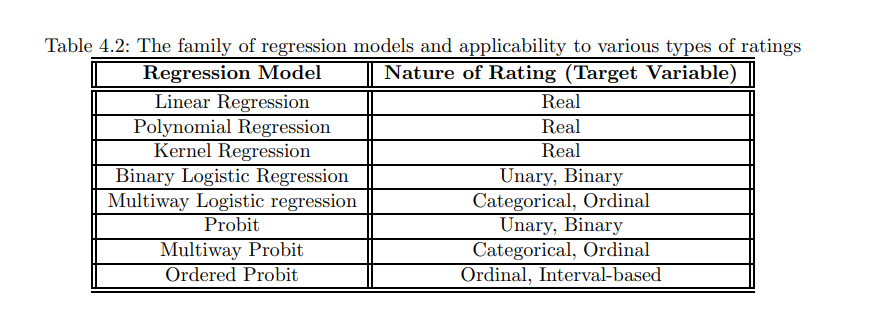 Table 4.2: The family of regression models and applicability to various types of ratings
Regression Model Nature of Rating (Target Variable)
Linear Regression Real
Polynomial Regression Real
Kernel Regression Real
Binary Logistic Regression Unary, Binary
Multiway Logistic regression Categorical, Ordinal
Probit Unary, Binary
Multiway Probit Categorical, Ordinal
Ordered Probit Ordinal, Interval-based